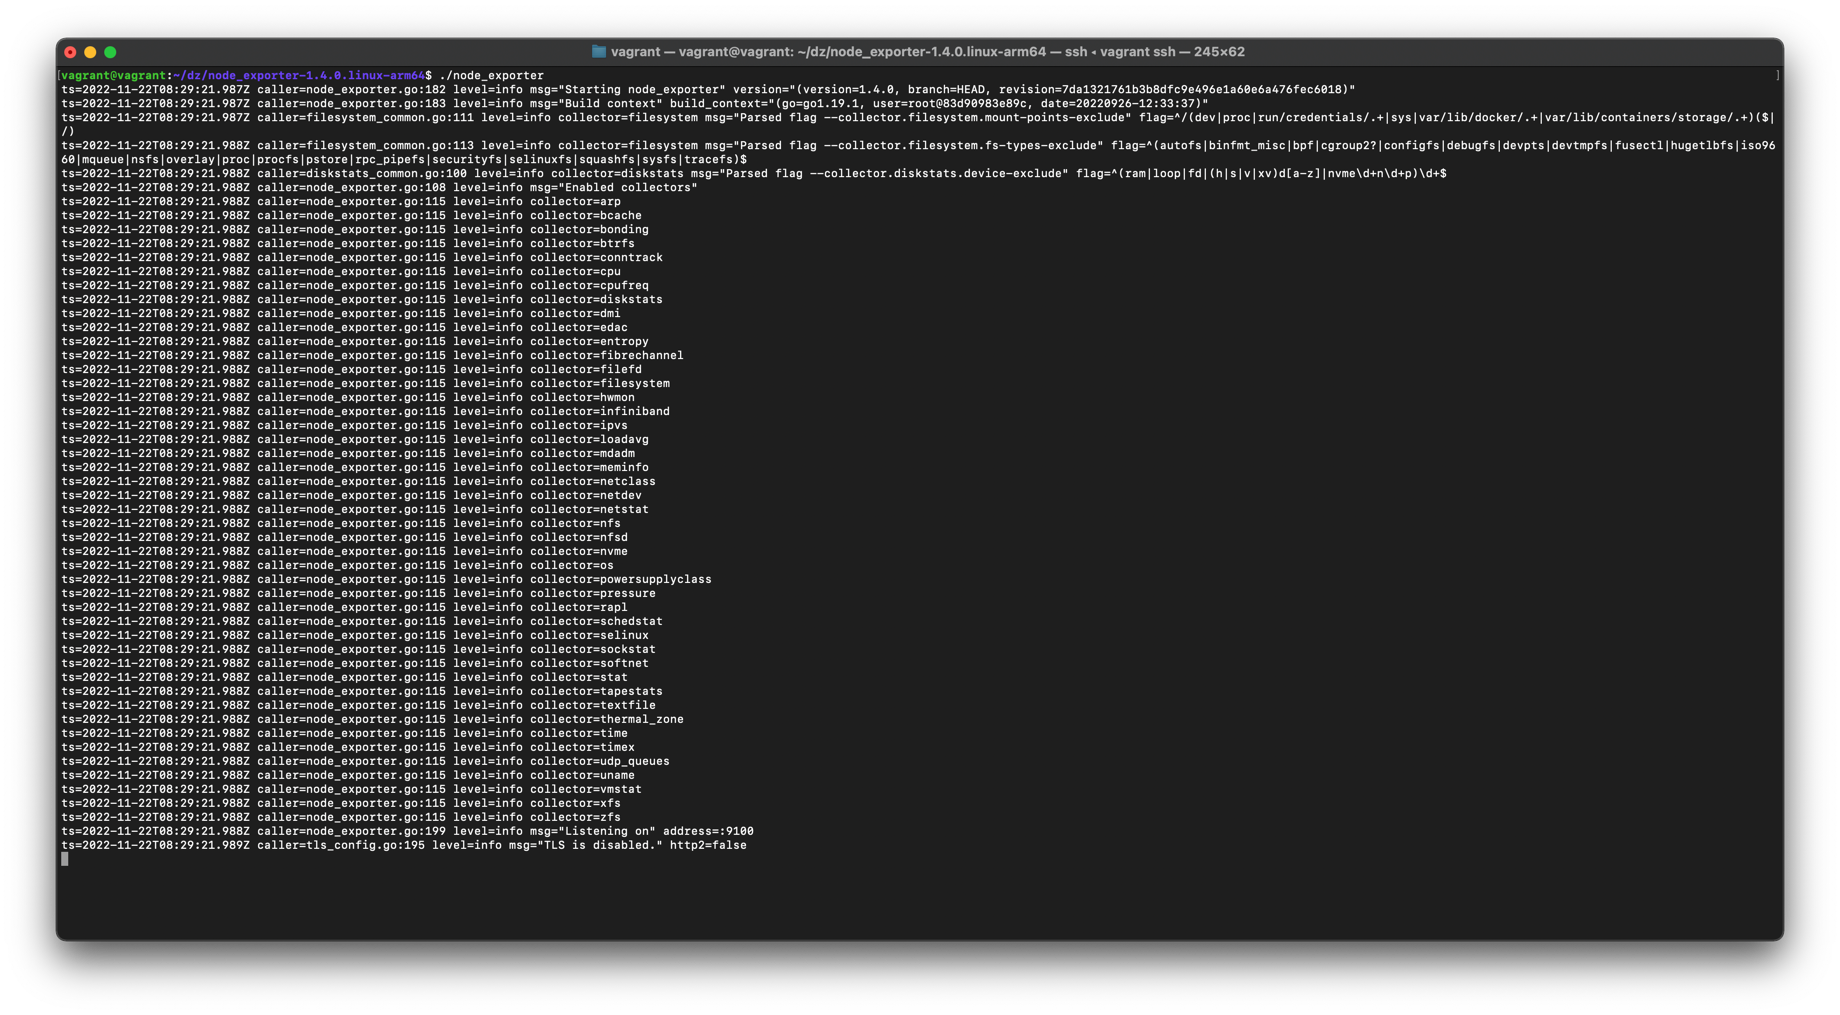 vagrant — vagrant@vagrant: ~/dz/node_exporter-1.4.0.linux-arm64 — ssh ◂ vagrant ssh — 245×62
[vagrant@vagrant:~/dz/node_exporter-1.4.0.linux-arm64$ ./node_exporter ]
ts=2022-11-22T08:29:21.987Z caller=node_exporter.go:182 level=info msg="Starting node_exporter" version="(version=1.4.0, branch=HEAD, revision=7da1321761b3b8dfc9e496e1a60e6a476fec6018)"
ts=2022-11-22T08:29:21.987Z caller=node_exporter.go:183 level=info msg="Build context" build_context="(go=go1.19.1, user=root@83d90983e89c, date=20220926-12:33:37)"
ts=2022-11-22T08:29:21.987Z caller=filesystem_common.go:111 level=info collector=filesystem msg="Parsed flag --collector.filesystem.mount-points-exclude" flag=^/(dev|proc|run/credentials/.+|sys|var/lib/docker/.+|var/lib/containers/storage/.+)($|
/)
ts=2022-11-22T08:29:21.988Z caller=filesystem_common.go:113 level=info collector=filesystem msg="Parsed flag --collector.filesystem.fs-types-exclude" flag=^(autofs|binfmt_misc|bpf|cgroup2?|configfs|debugfs|devpts|devtmpfs|fusectl|hugetlbfs|iso96
60|mqueue|nsfs|overlay|proc|procfs|pstore|rpc_pipefs|securityfs|selinuxfs|squashfs|sysfs|tracefs)$
ts=2022-11-22T08:29:21.988Z caller=diskstats_common.go:100 level=info collector=diskstats msg="Parsed flag --collector.diskstats.device-exclude" flag=^(ram|loop|fd|(h|s|v|xv)d[a-z]|nvme\d+n\d+p)\d+$
ts=2022-11-22T08:29:21.988Z caller=node_exporter.go:108 level=info msg="Enabled collectors"
ts=2022-11-22T08:29:21.988Z caller=node_exporter.go:115 level=info collector=arp
ts=2022-11-22T08:29:21.988Z caller=node_exporter.go:115 level=info collector=bcache
ts=2022-11-22T08:29:21.988Z caller=node_exporter.go:115 level=info collector=bonding
ts=2022-11-22T08:29:21.988Z caller=node_exporter.go:115 level=info collector=btrfs
ts=2022-11-22T08:29:21.988Z caller=node_exporter.go:115 level=info collector=conntrack
ts=2022-11-22T08:29:21.988Z caller=node_exporter.go:115 level=info collector=cpu
ts=2022-11-22T08:29:21.988Z caller=node_exporter.go:115 level=info collector=cpufreq
ts=2022-11-22T08:29:21.988Z caller=node_exporter.go:115 level=info collector=diskstats
ts=2022-11-22T08:29:21.988Z caller=node_exporter.go:115 level=info collector=dmi
ts=2022-11-22T08:29:21.988Z caller=node_exporter.go:115 level=info collector=edac
ts=2022-11-22T08:29:21.988Z caller=node_exporter.go:115 level=info collector=entropy
ts=2022-11-22T08:29:21.988Z caller=node_exporter.go:115 level=info collector=fibrechannel
ts=2022-11-22T08:29:21.988Z caller=node_exporter.go:115 level=info collector=filefd
ts=2022-11-22T08:29:21.988Z caller=node_exporter.go:115 level=info collector=filesystem
ts=2022-11-22T08:29:21.988Z caller=node_exporter.go:115 level=info collector=hwmon
ts=2022-11-22T08:29:21.988Z caller=node_exporter.go:115 level=info collector=infiniband
ts=2022-11-22T08:29:21.988Z caller=node_exporter.go:115 level=info collector=ipvs
ts=2022-11-22T08:29:21.988Z caller=node_exporter.go:115 level=info collector=loadavg
ts=2022-11-22T08:29:21.988Z caller=node_exporter.go:115 level=info collector=mdadm
ts=2022-11-22T08:29:21.988Z caller=node_exporter.go:115 level=info collector=meminfo
ts=2022-11-22T08:29:21.988Z caller=node_exporter.go:115 level=info collector=netclass
ts=2022-11-22T08:29:21.988Z caller=node_exporter.go:115 level=info collector=netdev
ts=2022-11-22T08:29:21.988Z caller=node_exporter.go:115 level=info collector=netstat
ts=2022-11-22T08:29:21.988Z caller=node_exporter.go:115 level=info collector=nfs
ts=2022-11-22T08:29:21.988Z caller=node_exporter.go:115 level=info collector=nfsd
ts=2022-11-22T08:29:21.988Z caller=node_exporter.go:115 level=info collector=nvme
ts=2022-11-22T08:29:21.988Z caller=node_exporter.go:115 level=info collector=os
ts=2022-11-22T08:29:21.988Z caller=node_exporter.go:115 level=info collector=powersupplyclass
ts=2022-11-22T08:29:21.988Z caller=node_exporter.go:115 level=info collector=pressure
ts=2022-11-22T08:29:21.988Z caller=node_exporter.go:115 level=info collector=rapl
ts=2022-11-22T08:29:21.988Z caller=node_exporter.go:115 level=info collector=schedstat
ts=2022-11-22T08:29:21.988Z caller=node_exporter.go:115 level=info collector=selinux
ts=2022-11-22T08:29:21.988Z caller=node_exporter.go:115 level=info collector=sockstat
ts=2022-11-22T08:29:21.988Z caller=node_exporter.go:115 level=info collector=softnet
ts=2022-11-22T08:29:21.988Z caller=node_exporter.go:115 level=info collector=stat
ts=2022-11-22T08:29:21.988Z caller=node_exporter.go:115 level=info collector=tapestats
ts=2022-11-22T08:29:21.988Z caller=node_exporter.go:115 level=info collector=textfile
ts=2022-11-22T08:29:21.988Z caller=node_exporter.go:115 level=info collector=thermal_zone
ts=2022-11-22T08:29:21.988Z caller=node_exporter.go:115 level=info collector=time
ts=2022-11-22T08:29:21.988Z caller=node_exporter.go:115 level=info collector=timex
ts=2022-11-22T08:29:21.988Z caller=node_exporter.go:115 level=info collector=udp_queues
ts=2022-11-22T08:29:21.988Z caller=node_exporter.go:115 level=info collector=uname
ts=2022-11-22T08:29:21.988Z caller=node_exporter.go:115 level=info collector=vmstat
ts=2022-11-22T08:29:21.988Z caller=node_exporter.go:115 level=info collector=xfs
ts=2022-11-22T08:29:21.988Z caller=node_exporter.go:115 level=info collector=zfs
ts=2022-11-22T08:29:21.988Z caller=node_exporter.go:199 level=info msg="Listening on" address=:9100
ts=2022-11-22T08:29:21.989Z caller=tls_config.go:195 level=info msg="TLS is disabled." http2=false